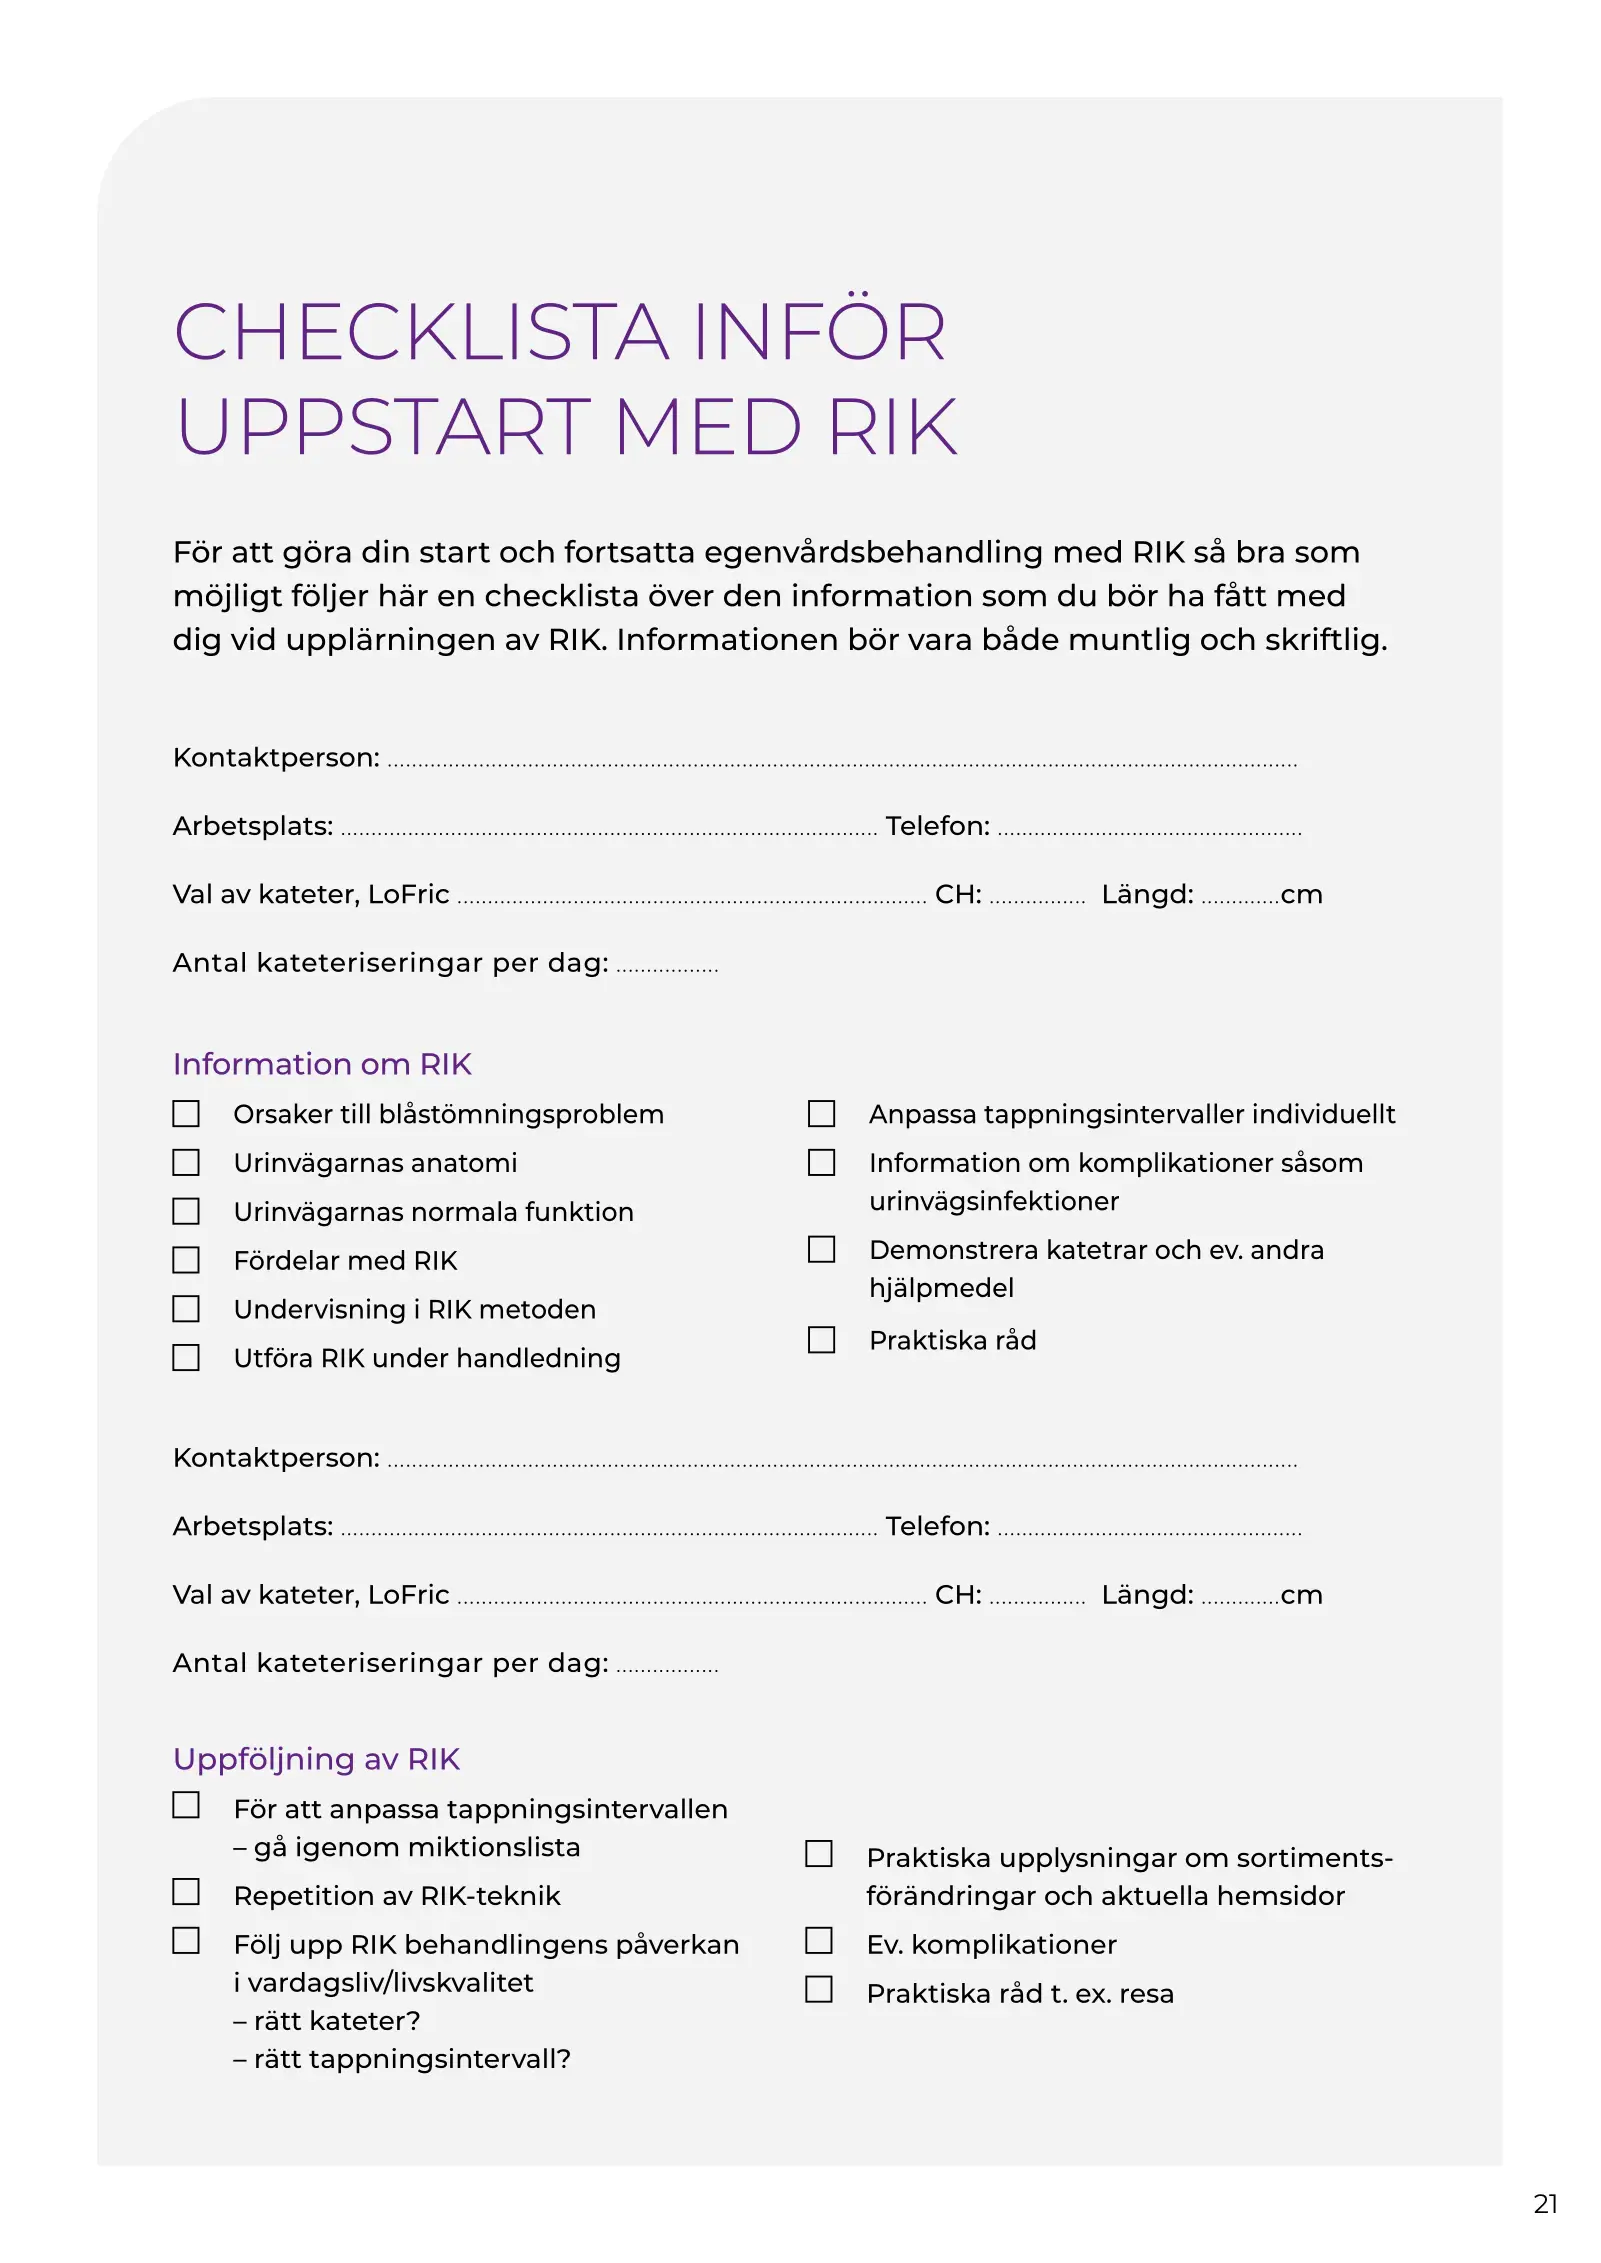 CHECKLISTA INFÖR
UPPSTART MED RIK
För att göra din start och fortsatta egenvårdsbehandling med RIK så bra som
möjligt följer här en checklista över den information som du bör ha fått med
dig vid upplärningen av RIK. Informationen bör vara både muntlig och skriftlig.
Kontaktperson:
Arbetsplats: Telefon:
Val av kateter, LoFric CH: Längd: cm
Antal kateteriseringar per dag:
Information om RIK
Orsaker till blåstömningsproblem
Urinvägarnas anatomi
Urinvägarnas normala funktion
Fördelar med RIK
Undervisning i RIK metoden
Utföra RIK under handledning
Anpassa tappningsintervaller individuellt
Information om komplikationer såsom
urinvägsinfektioner
Demonstrera katetrar och ev. andra
hjälpmedel
Praktiska råd
Kontaktperson:
Arbetsplats: Telefon:
Val av kateter, LoFric CH: Längd: cm
Antal kateteriseringar per dag:
Uppföljning av RIK
För att anpassa tappningsintervallen
– gå igenom miktionslista
Repetition av RIK-teknik
Följ upp RIK behandlingens påverkan
i vardagsliv/livskvalitet
– rätt kateter?
– rätt tappningsintervall?
Praktiska upplysningar om sortiments-
förändringar och aktuella hemsidor
Ev. komplikationer
Praktiska råd t. ex. resa
21